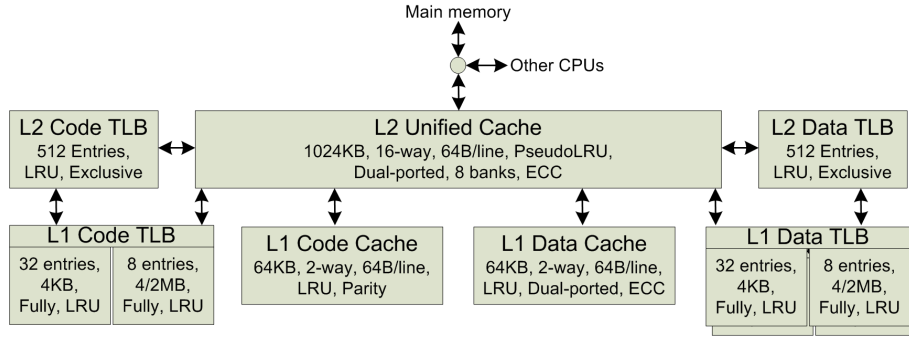 Main memory
Other CPUs
L2 Code TLB
512 Entries,
LRU, Exclusive
L2 Unified Cache
1024KB, 16-way, 64B/line, PseudoLRU,
Dual-ported, 8 banks, ECC
L2 Data TLB
512 Entries,
LRU, Exclusive
L1 Code TLB
32 entries,
4KB,
Fully, LRU
8 entries,
4/2MB,
Fully, LRU
L1 Code Cache
64KB, 2-way, 64B/line,
LRU, Parity
L1 Data Cache
64KB, 2-way, 64B/line,
LRU, Dual-ported, ECC
L1 Data TLB
32 entries,
4KB,
Fully, LRU
8 entries,
4/2MB,
Fully, LRU